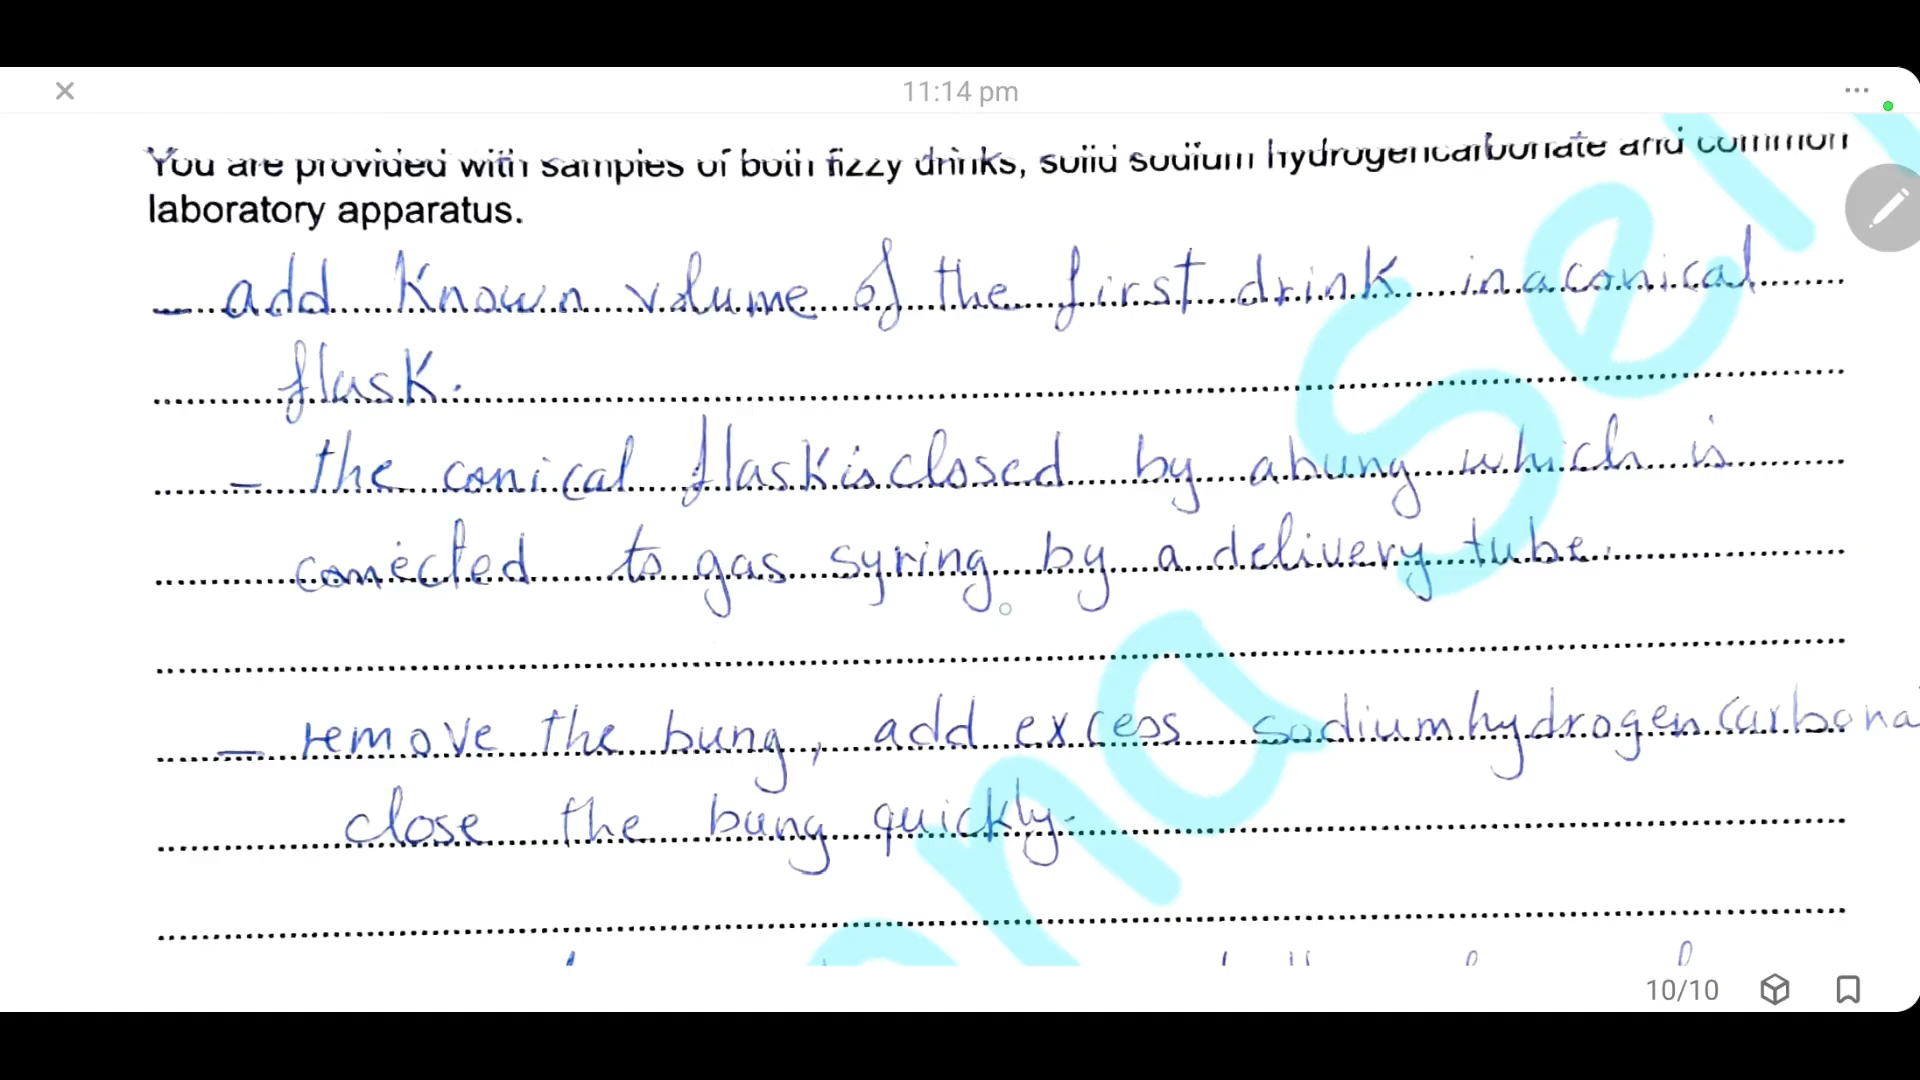 11:14 pm
You are provided with samples of both fizzy drinks, solid sodium hydrogencarbonate and common
laboratory apparatus.
- add Known volume of the first drink in a conical
flask.
- the conical flask is closed by a bung which is
conected to gas syring by a delivery tube.
- remove the bung, add excess sodium hydrogen carbona
close the bung quickly.
10/10